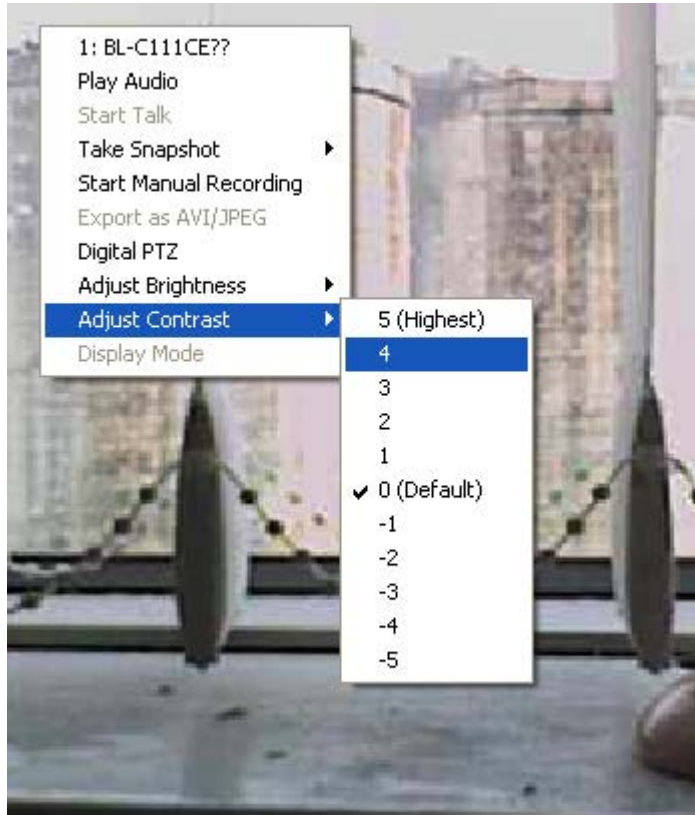 1: BL-C111CE??
Play Audio
Start Talk
Take Snapshot
Start Manual Recording
Export as AVI/JPEG
Digital PTZ
Adjust Brightness
Adjust Contrast
Display Mode
5 (Highest)
4
3
2
1
0 (Default)
-1
-2
-3
-4
-5